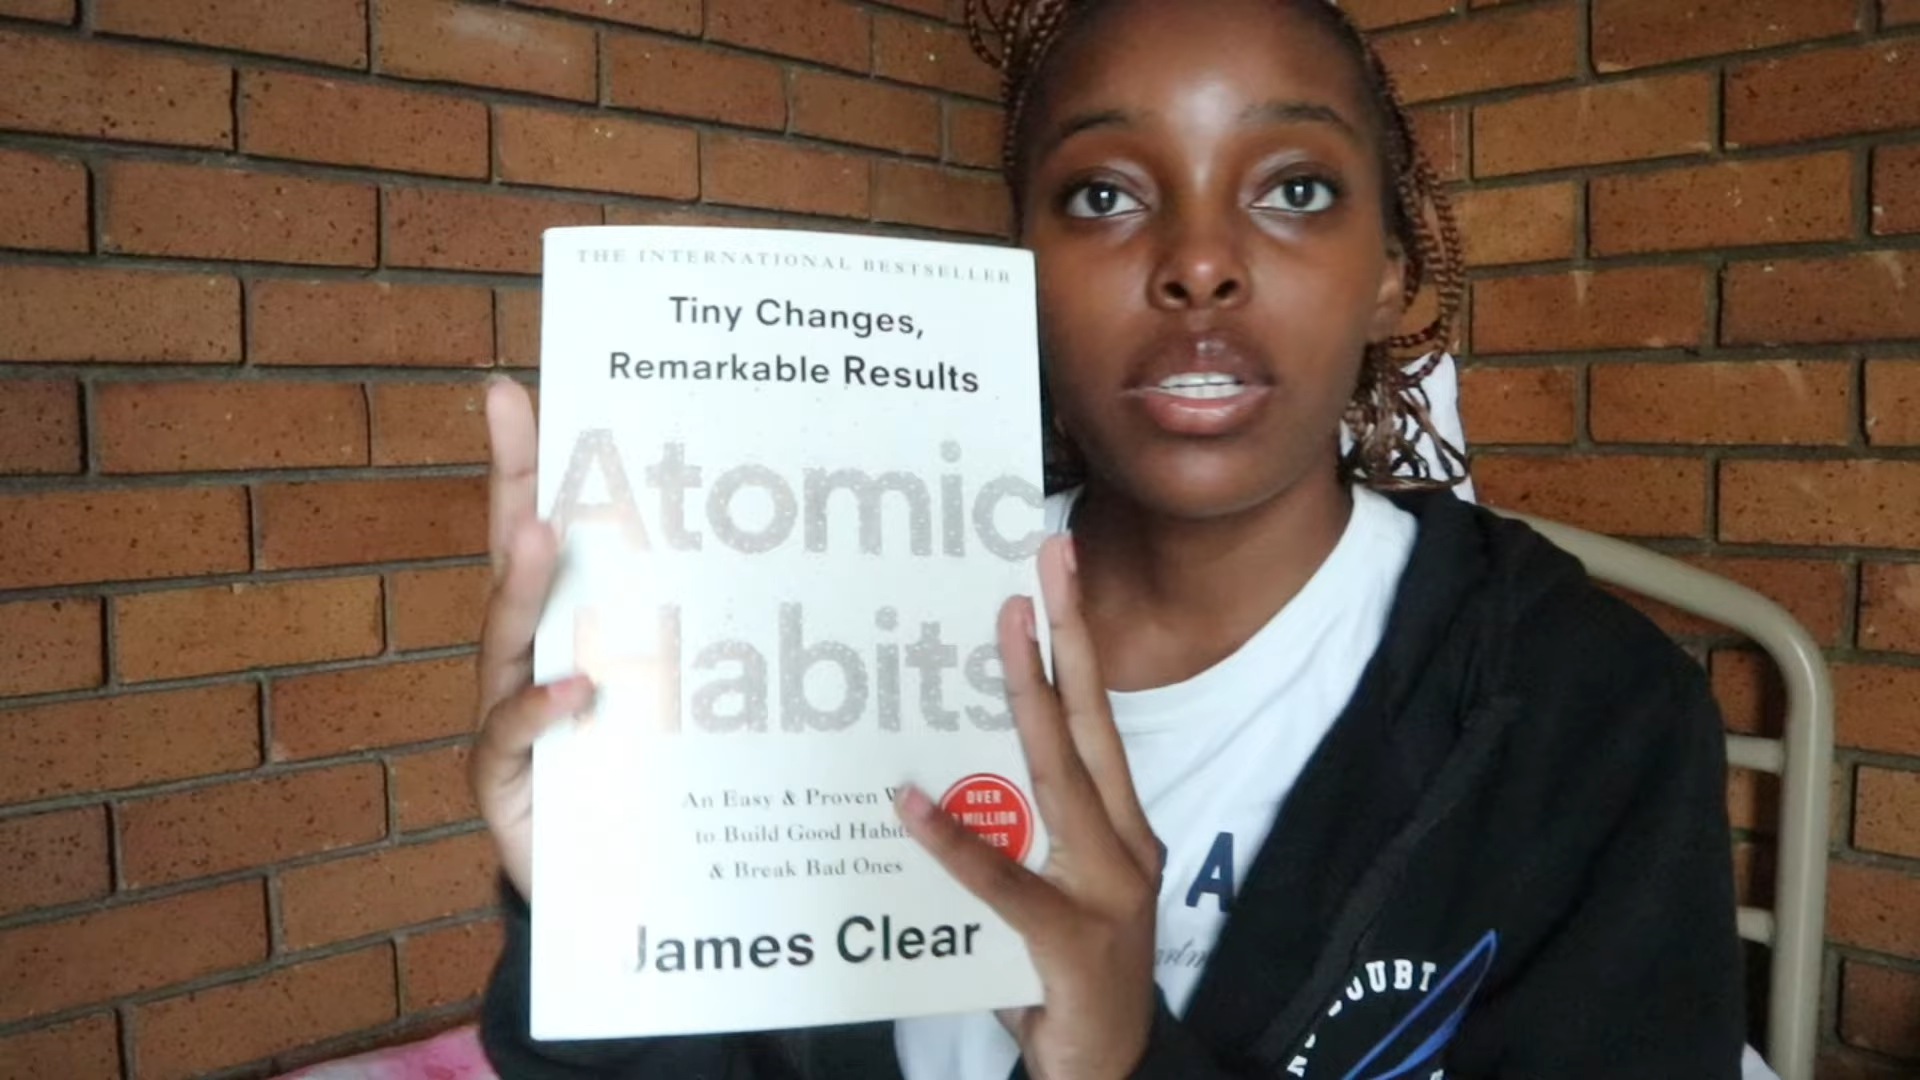 THE INTERNATIONAL BESTSELLER
Tiny Changes,
Remarkable Results
Atomic
Habits
An Easy & Proven
to Build Good Habits
& Break Bad Ones
OVER
MILLION
James Clear